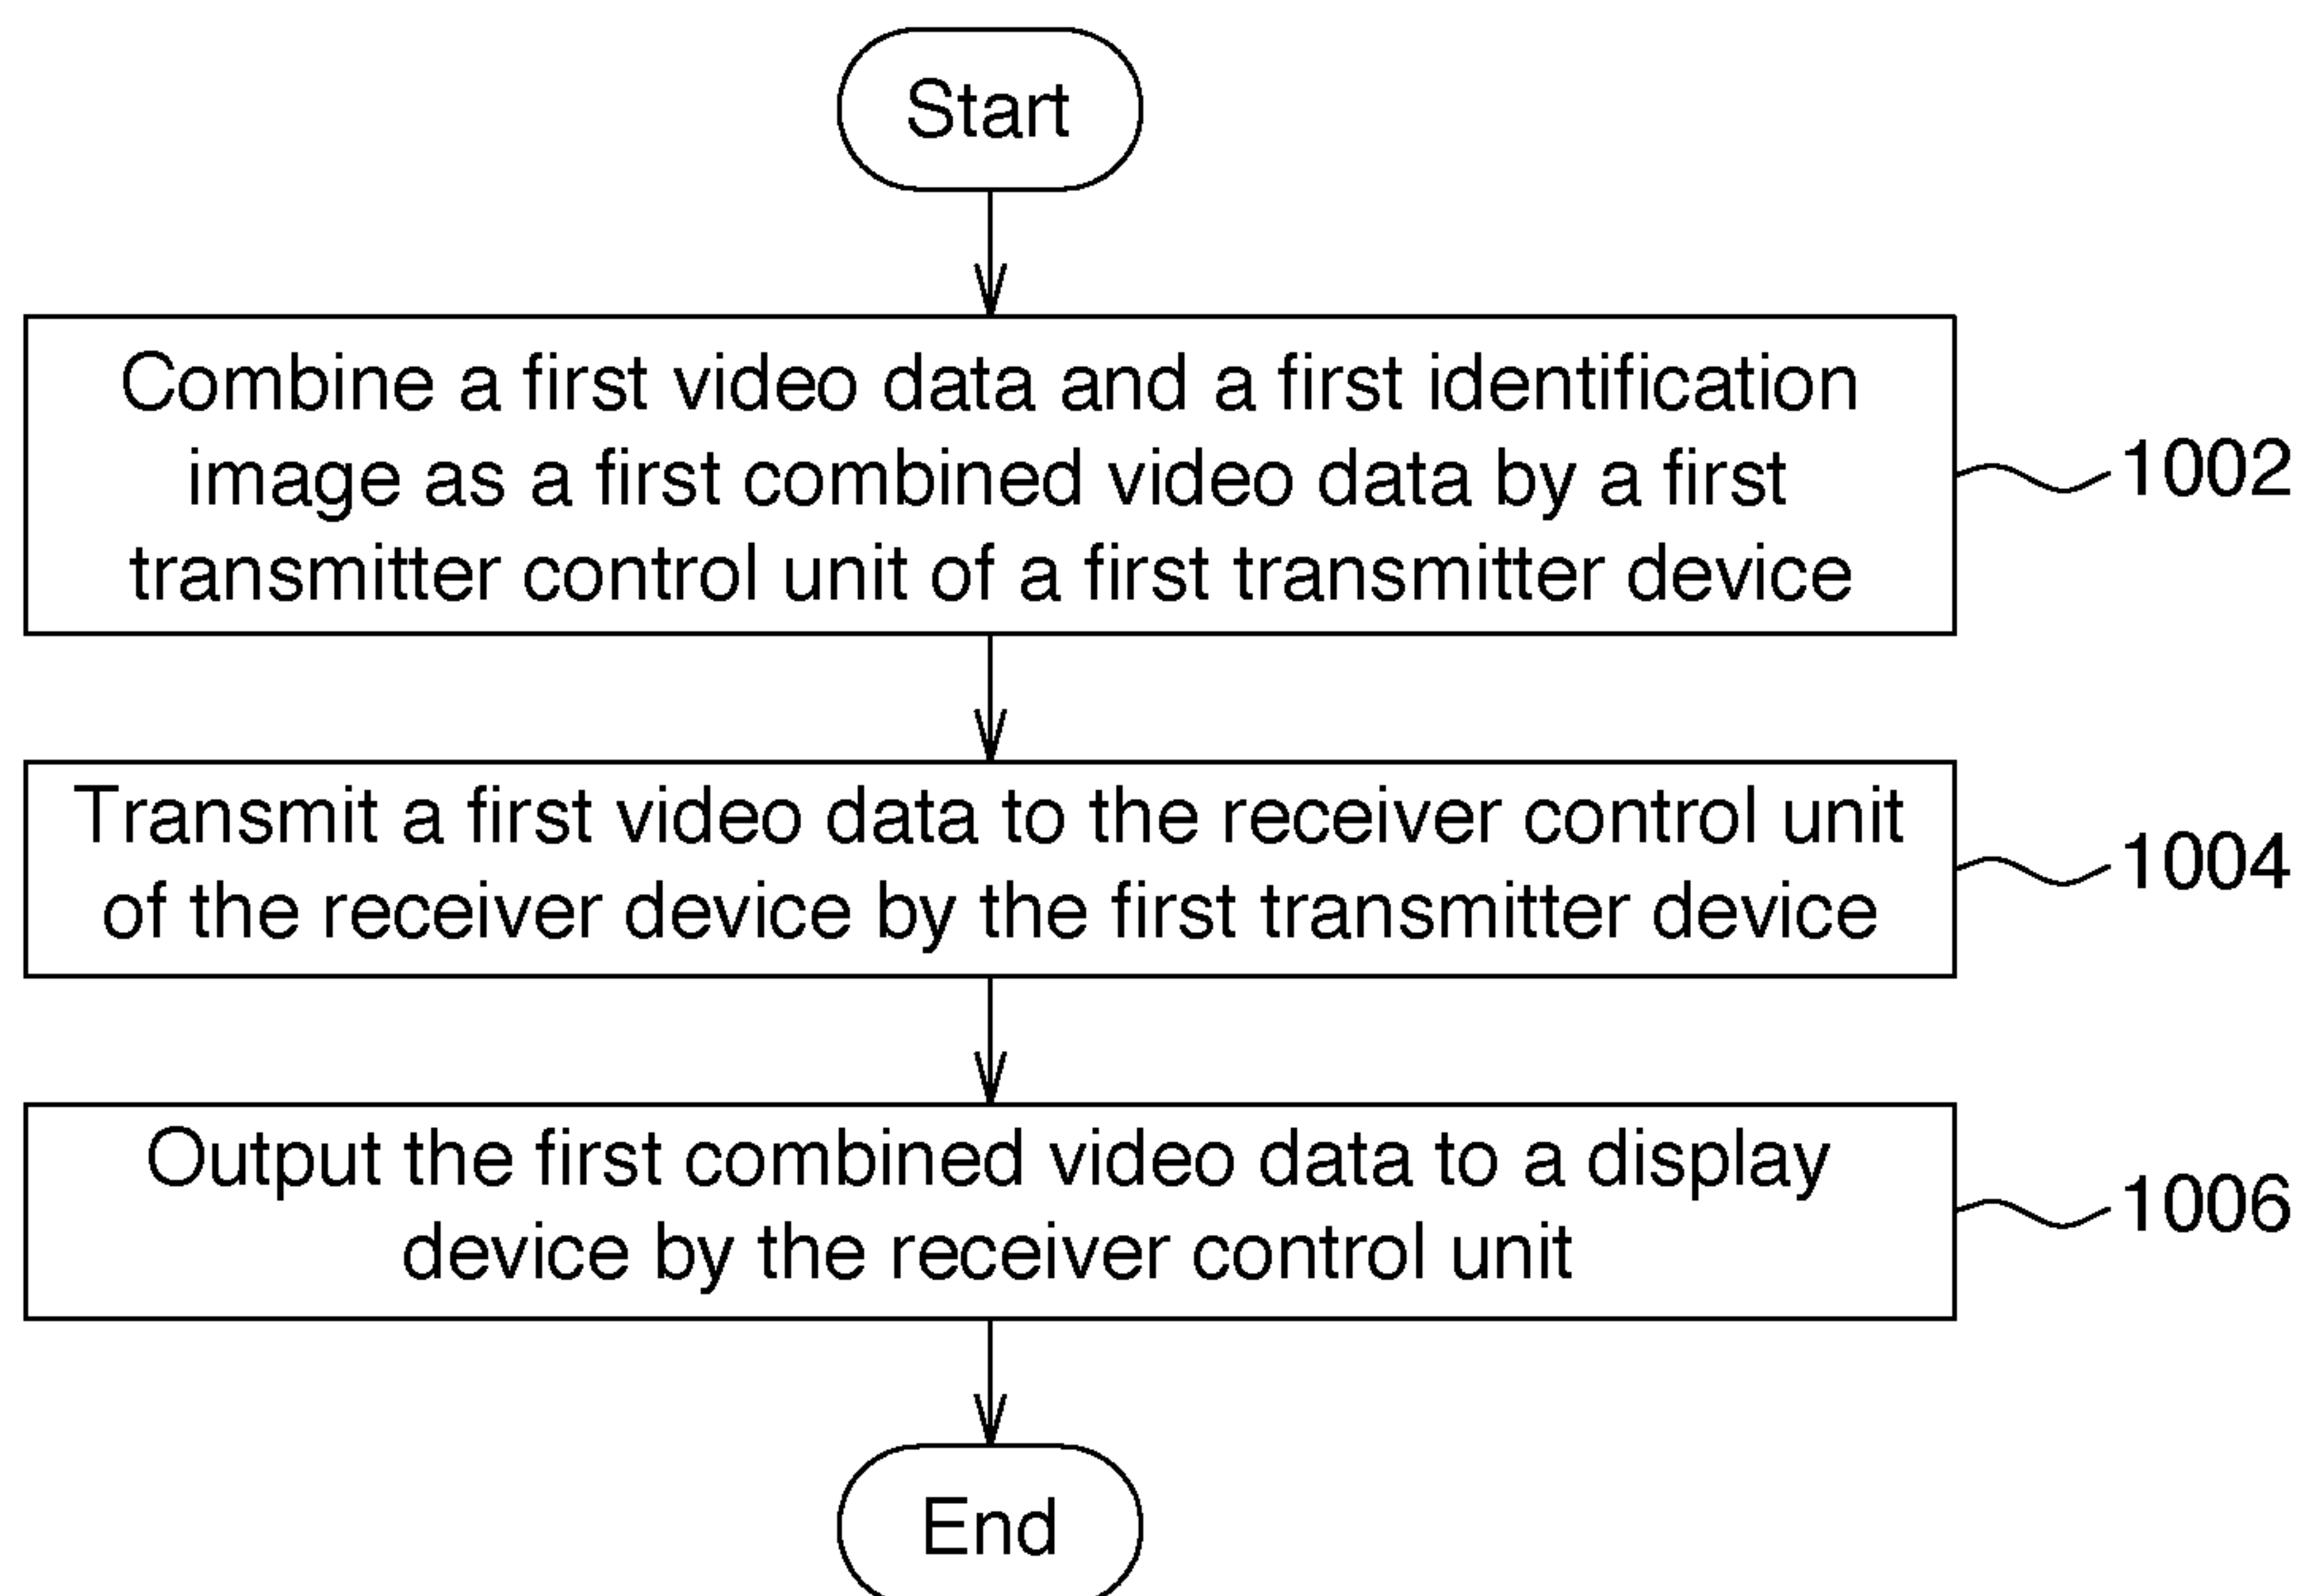 Start
Combine a first video data and a first identification
image as a first combined video data by a first
transmitter control unit of a first transmitter device
1002
Transmit a first video data to the receiver control unit
of the receiver device by the first transmitter device
1004
Output the first combined video data to a display
device by the receiver control unit
1006
End